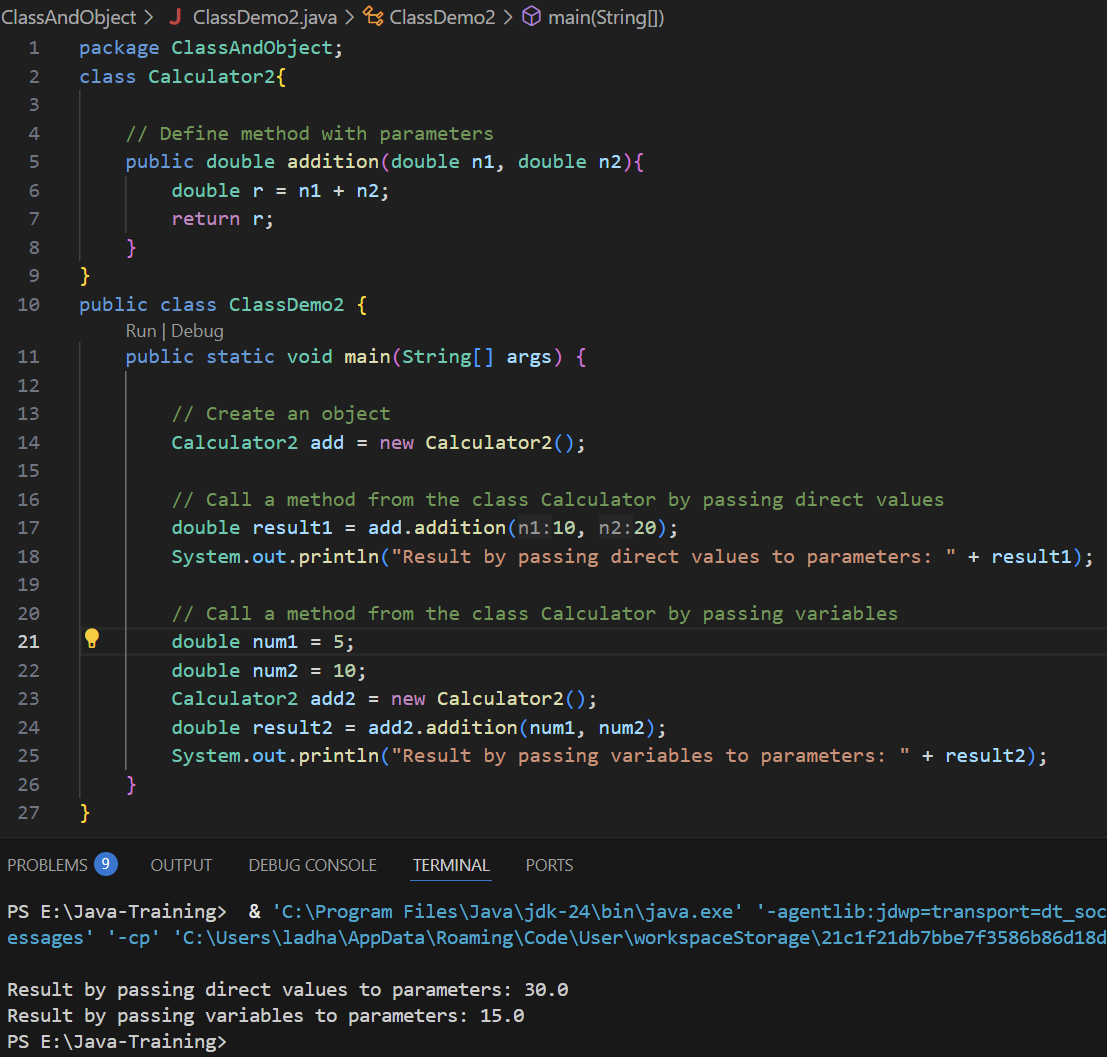 ClassAndObject > J ClassDemo2.java > ClassDemo2 > main(String[])
1 package ClassAndObject;
2 class Calculator2{
3
4 // Define method with parameters
5 public double addition(double n1, double n2){
6 double r = n1 + n2;
7 return r;
8 }
9 }
10 public class ClassDemo2 {
Run | Debug
11 public static void main(String[] args) {
12
13 // Create an object
14 Calculator2 add = new Calculator2();
15
16 // Call a method from the class Calculator by passing direct values
17 double result1 = add.addition(n1:10, n2:20);
18 System.out.println("Result by passing direct values to parameters: " + result1);
19
20 // Call a method from the class Calculator by passing variables
21 double num1 = 5;
22 double num2 = 10;
23 Calculator2 add2 = new Calculator2();
24 double result2 = add2.addition(num1, num2);
25 System.out.println("Result by passing variables to parameters: " + result2);
26 }
27 }
PROBLEMS 9 OUTPUT DEBUG CONSOLE TERMINAL PORTS
PS E:\Java-Training> & 'C:\Program Files\Java\jdk-24\bin\java.exe' '-agentlib:jdwp=transport=dt_soc
essages' '-cp' 'C:\Users\ladha\AppData\Roaming\Code\User\workspaceStorage\21c1f21db7bbe7f3586b86d18d
Result by passing direct values to parameters: 30.0
Result by passing variables to parameters: 15.0
PS E:\Java-Training>